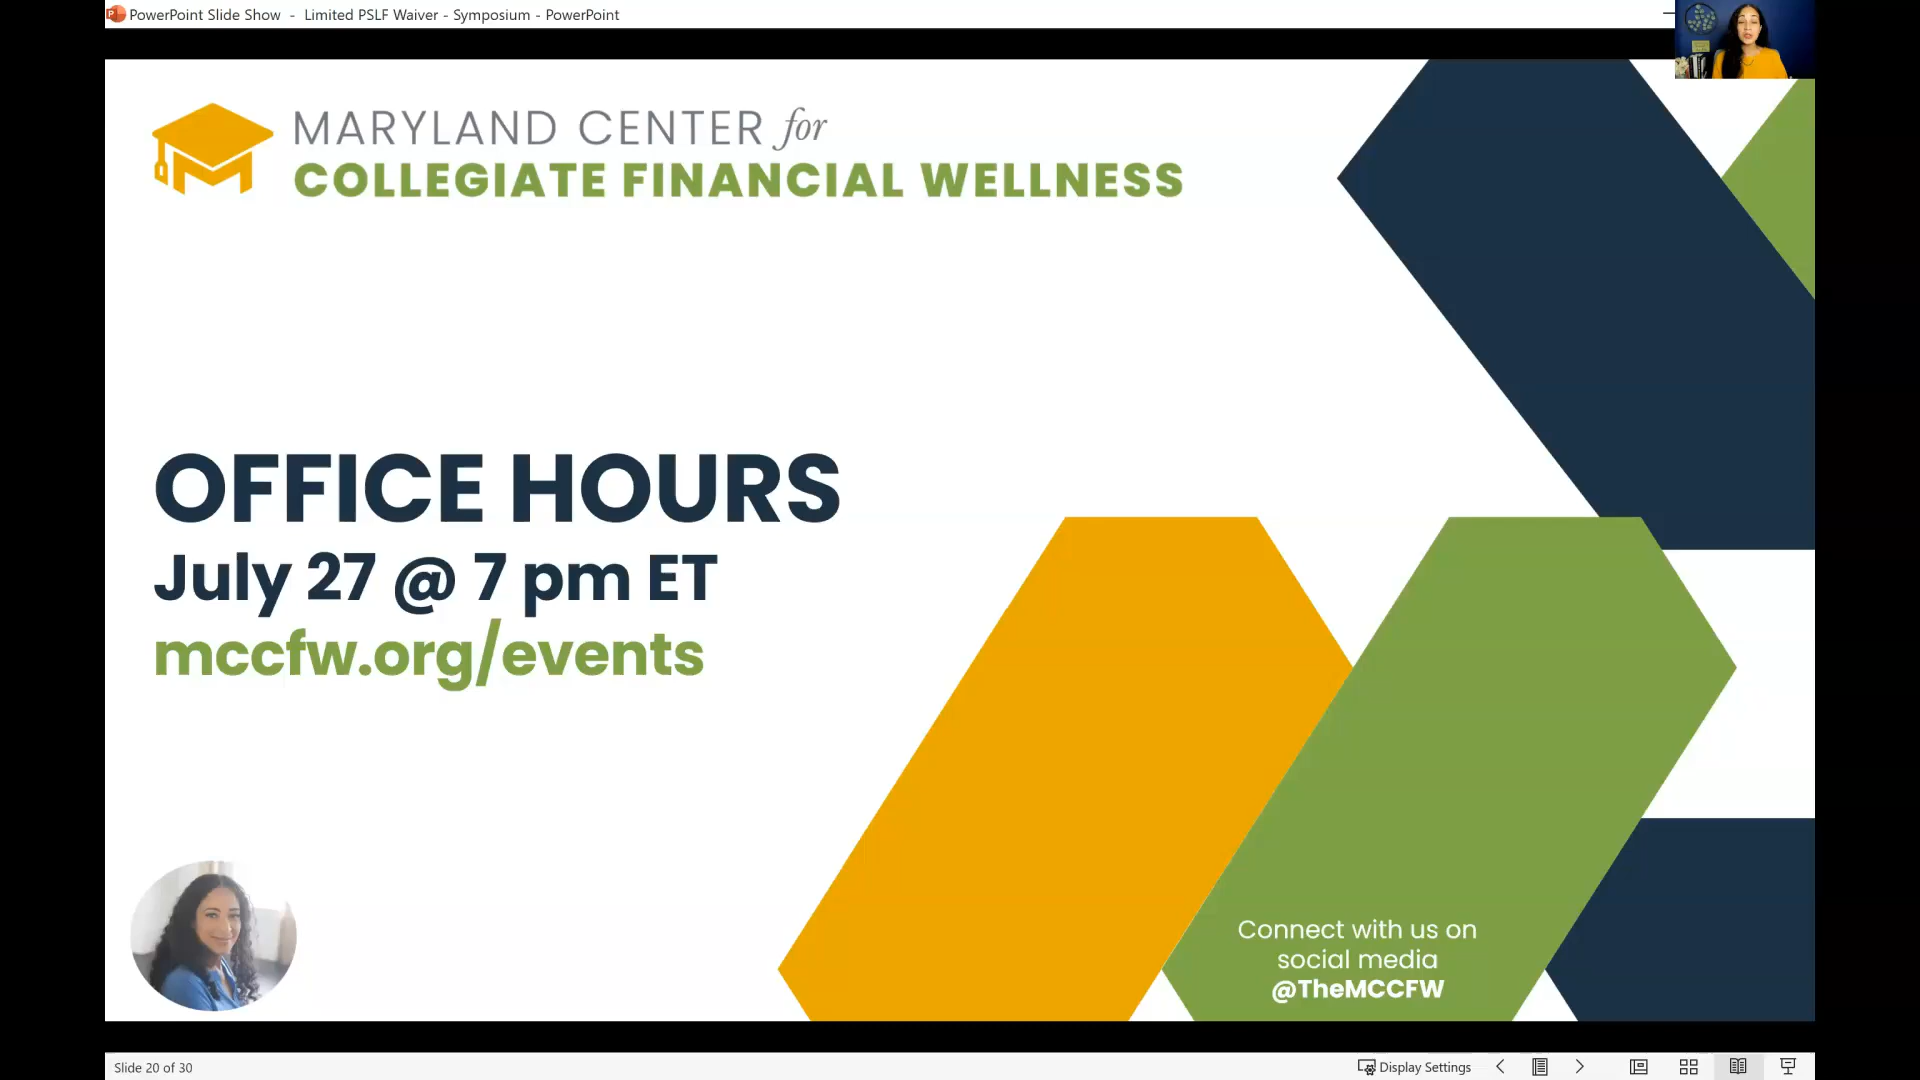 PowerPoint Slide Show - Limited PSLF Waiver - Symposium - PowerPoint
MARYLAND CENTER for
COLLEGIATE FINANCIAL WELLNESS
OFFICE HOURS
July 27 @ 7 pm ET
mccfw.org/events
Connect with us on
social media
@TheMCCFW
Slide 20 of 30
Display Settings